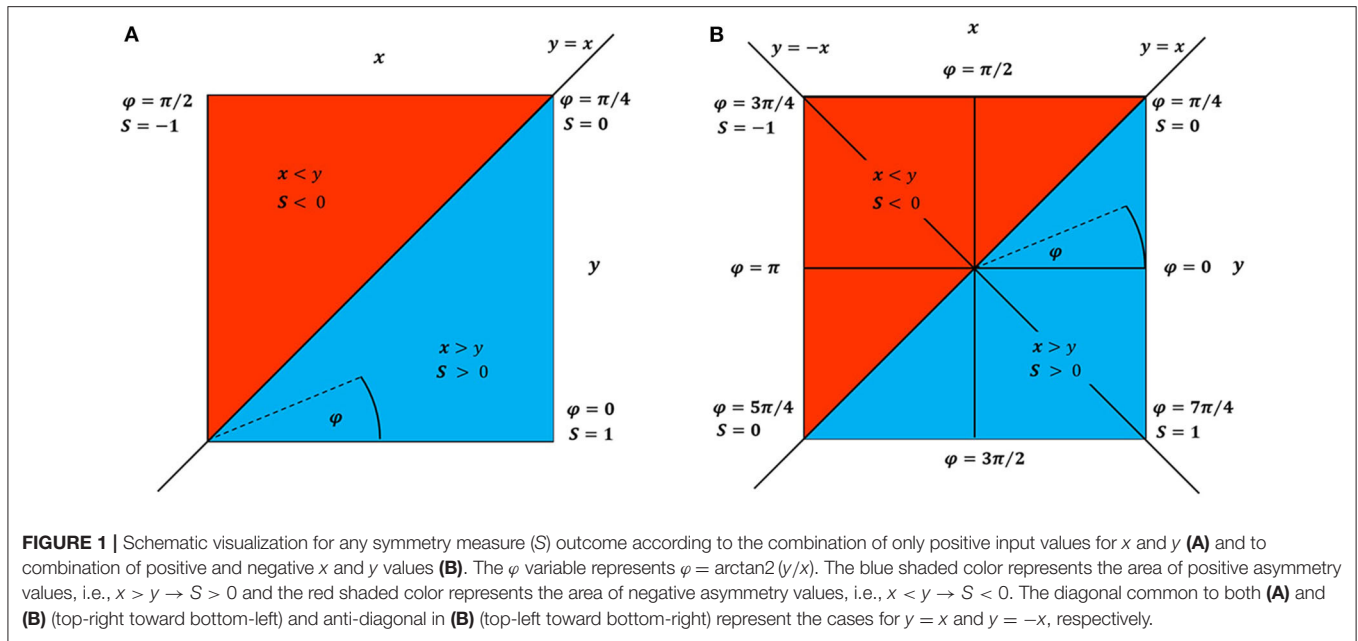 A
x
y = x
φ = π/2
S = −1
φ = π/4
S = 0
x < y
S < 0
y
x > y
S > 0
φ
φ = 0
S = 1
B
x
y = −x
y = x
φ = π/2
φ = 3π/4
S = −1
φ = π/4
S = 0
x < y
S < 0
φ
φ = π
φ = 0 y
x > y
S > 0
φ = 5π/4
S = 0
φ = 7π/4
S = 1
φ = 3π/2
FIGURE 1 | Schematic visualization for any symmetry measure (S) outcome according to the combination of only positive input values for x and y (A) and to
combination of positive and negative x and y values (B). The φ variable represents φ = arctan2 (y/x). The blue shaded color represents the area of positive asymmetry
values, i.e., x > y → S > 0 and the red shaded color represents the area of negative asymmetry values, i.e., x < y → S < 0. The diagonal common to both (A) and
(B) (top-right toward bottom-left) and anti-diagonal in (B) (top-left toward bottom-right) represent the cases for y = x and y = −x, respectively.